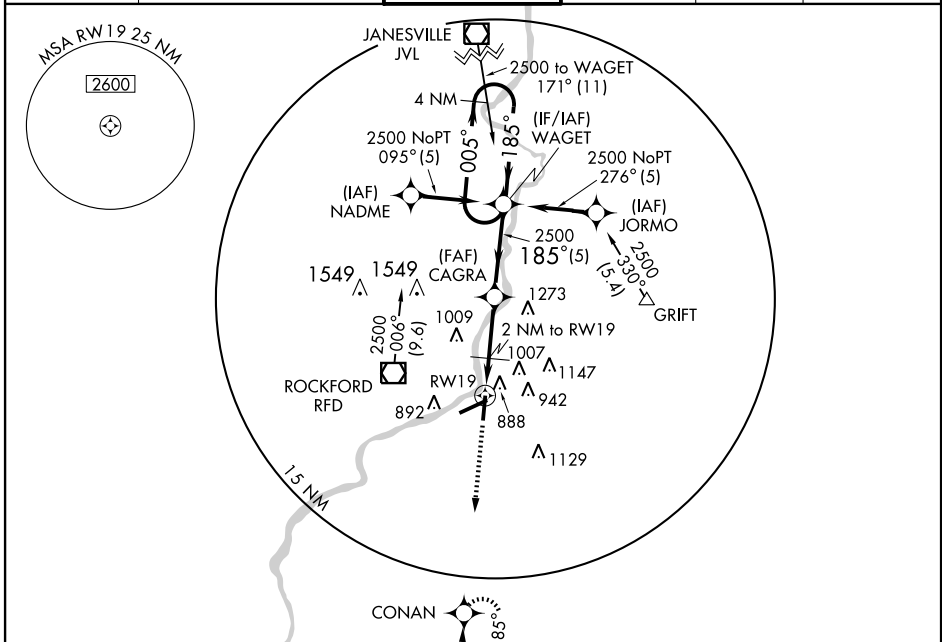 MSA RW19 25 NM
2600
JANESVILLE
JVL
2500 to WAGET
171° (11)
4 NM
(IF/IAF)
WAGET
2500 NoPT
095° (5)
005°
185°
2500 NoPT
276° (5)
(IAF)
NADME
(IAF)
JORMO
2500
185° (5)
(FAF)
CAGRA
2500
330°
(5.4)
GRIFT
1549
1549
1273
1009
2 NM to RW19
2500
006°
(9.6)
1007
1147
ROCKFORD
RFD
RW19
942
892
888
1129
15 NM
CONAN
85°